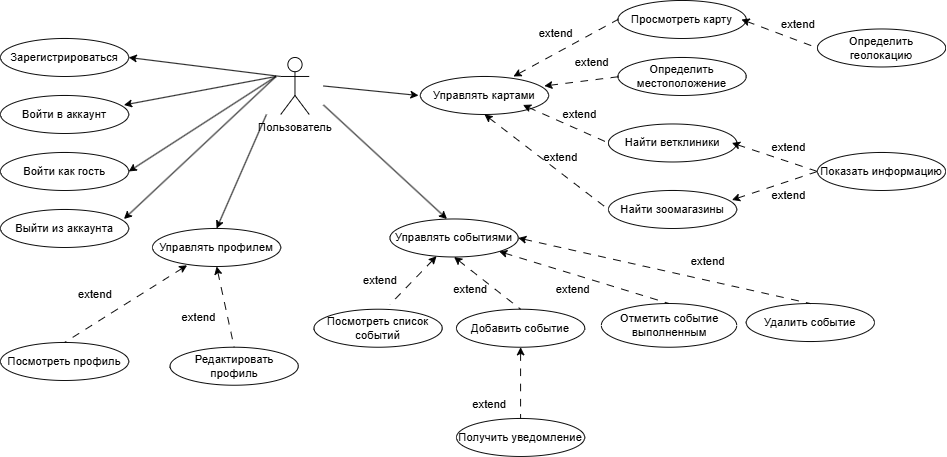 Просмотреть карту
extend
extend
Определить
геолокацию
Зарегистрироваться
extend
Определить
местоположение
Управлять картами
Войти в аккаунт
extend
Пользователь
Найти ветклиники
extend
extend
Войти как гость
Показать информацию
extend
Найти зоомагазины
Выйти из аккаунта
Управлять профилем
Управлять событиями
extend
extend
extend
extend
extend
extend
Посмотреть список
событий
Добавить событие
Отметить событие
выполненным
Удалить событие
Посмотреть профиль
Редактировать
профиль
extend
Получить уведомление